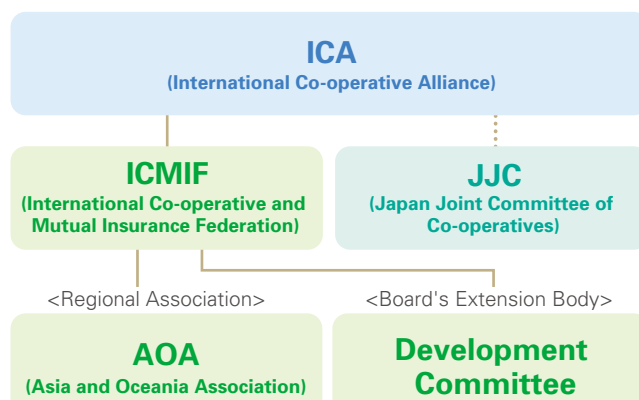 ICA
(International Co-operative Alliance)
ICMIF
(International Co-operative and
Mutual Insurance Federation)
JJC
(Japan Joint Committee of
Co-operatives)
<Regional Association>
<Board's Extension Body>
AOA
(Asia and Oceania Association)
Development
Committee